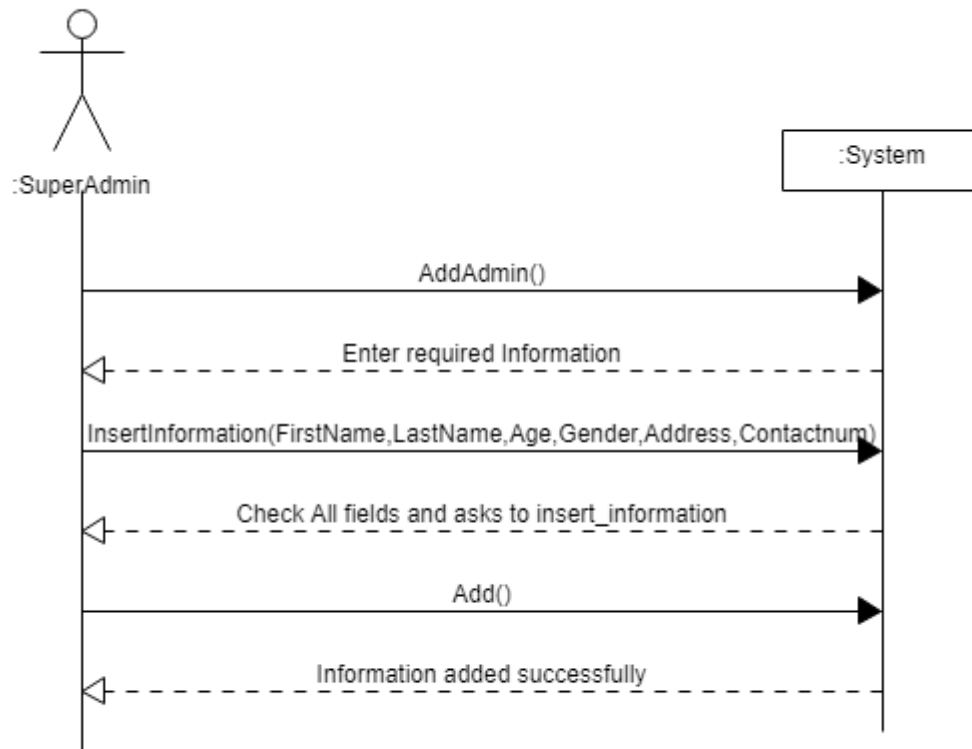 :SuperAdmin
:System
AddAdmin()
Enter required Information
InsertInformation(FirstName,LastName,Age,Gender,Address,Contactnum)
Check All fields and asks to insert_information
Add()
Information added successfully